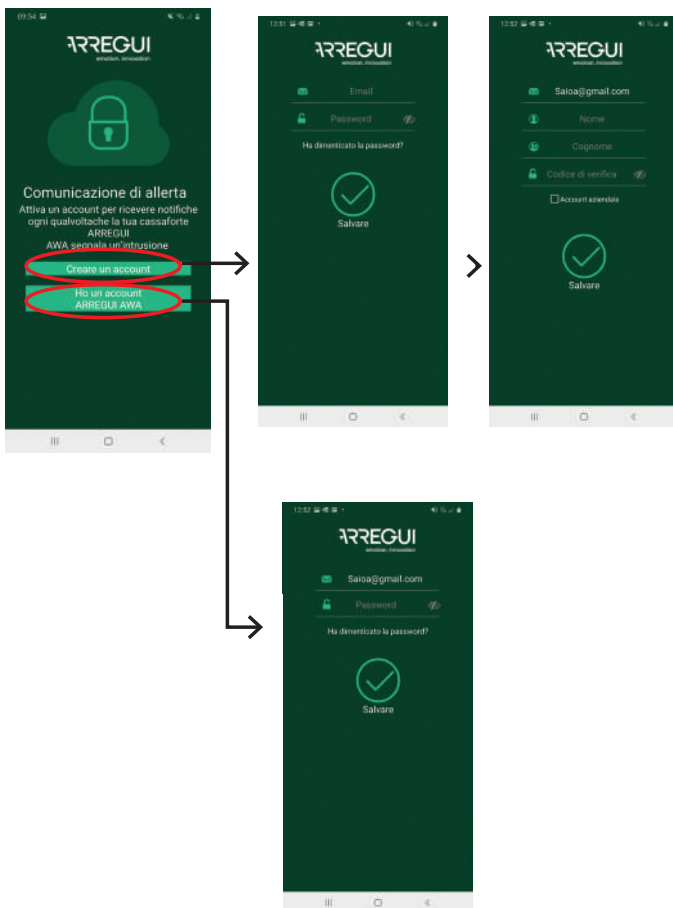 09:54
ARREGUI
emotion, innovation
Comunicazione di allerta
Attiva un account per ricevere notifiche
ogni qualvoltache la tua cassaforte
ARREGUI
AWA segnala un'intrusione
Creare un account
Ho un account
ARREGUI AWA
12:51
ARREGUI
emotion, innovation
Email
Password
Ha dimenticato la password?
Salvare
12:52
ARREGUI
emotion, innovation
Saioa@gmail.com
Nome
Cognome
Codice di verifica
Account aziendale
Salvare
12:52
ARREGUI
emotion, innovation
Saioa@gmail.com
Password
Ha dimenticato la password?
Salvare